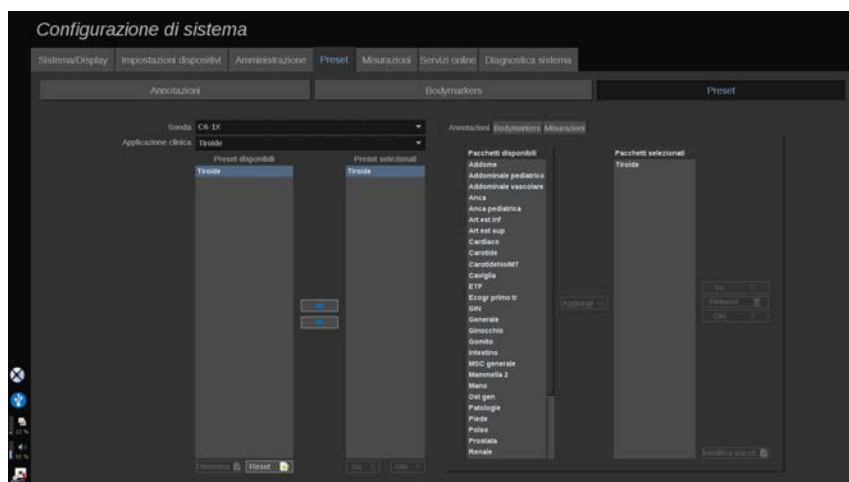 Configurazione di sistema
Sistema/Display Impostazioni dispositivi Amministrazione Preset Misurazioni Servizi online Diagnostica sistema
Annotazioni Bodymarkers Preset
Sonda C6-1X
Applicazione clinica Tiroide
Preset disponibili Preset selezionati
Tiroide Tiroide
Reset
Su Giù
Annotazioni Bodymarkers Misurazioni
Pacchetti disponibili Pacchetti selezionati
Addome Tiroide
Addominale pediatrico
Addominale vascolare
Anca
Anca pediatrica
Art est inf
Art est sup
Cardiaco
Carotide
CarotideNoIMT
Caviglia
ETF
Ecogr primo tr
GIN
Generale
Ginocchio
Gomito
Intestino
MSC generale
Mammella 2
Mano
Ost gen
Patologie
Piede
Polso
Prostata
Renale
Aggiungi
Su
Rimuovi
Giù
Modifica pacch